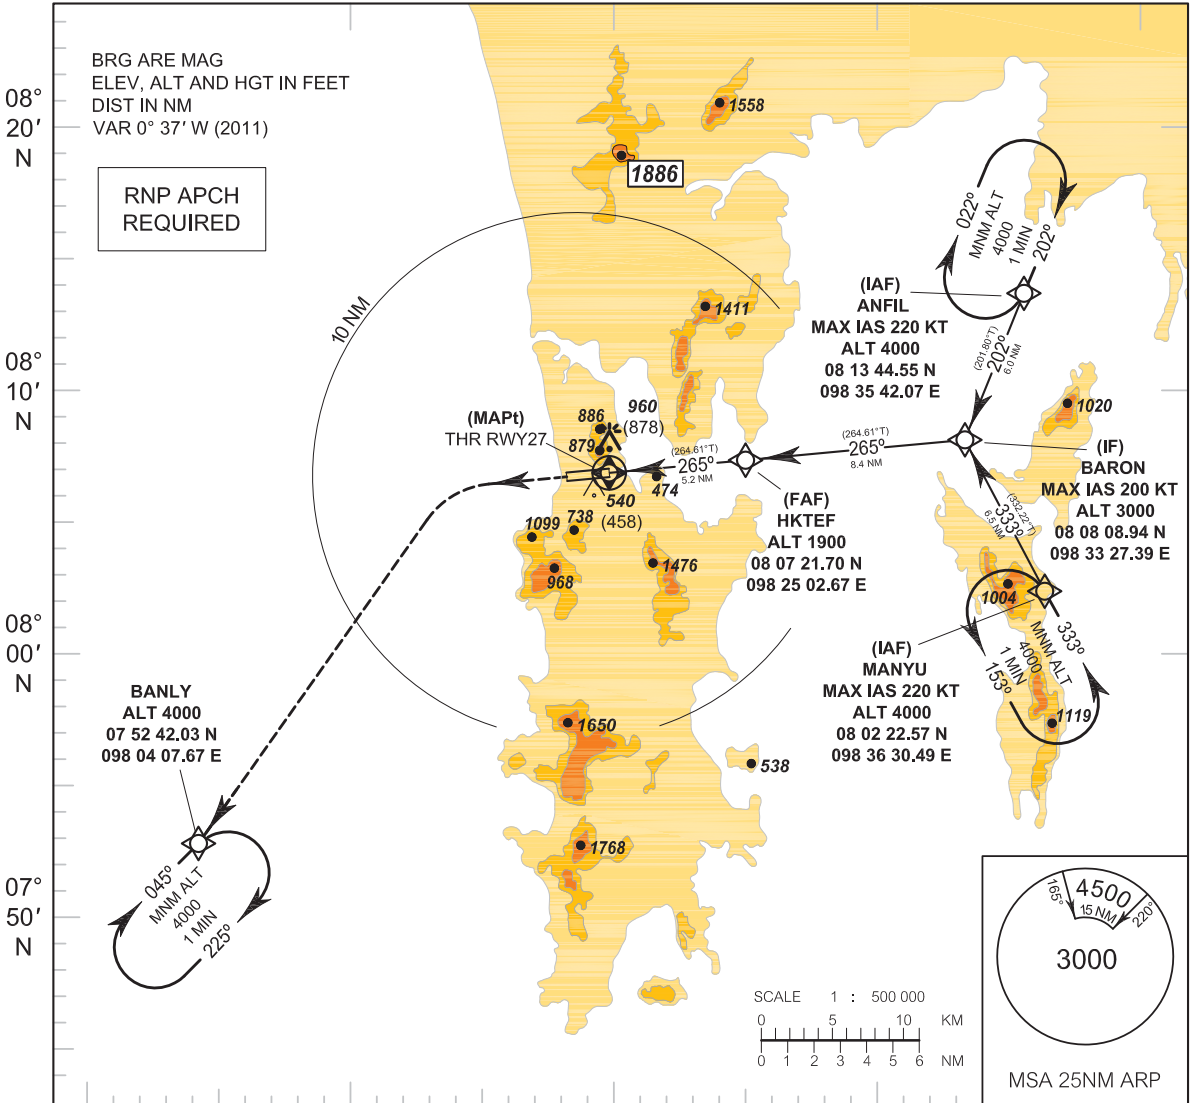 BRG ARE MAG
ELEV, ALT AND HGT IN FEET
DIST IN NM
VAR 0° 37′ W (2011)
RNP APCH
REQUIRED
08°
20′
N
08°
10′
N
08°
00′
N
07°
50′
N
1558
1886
10 NM
1411
022°
MNM ALT
4000
1 MIN
202°
(IAF)
ANFIL
MAX IAS 220 KT
ALT 4000
08 13 44.55 N
098 35 42.07 E
(201.80°T)
202°
6.0 NM
1020
(MAPt)
THR RWY27
886
879
960
(878)
(264.61°T)
265°
5.2 NM
474
(264.61°T)
265°
8.4 NM
(IF)
BARON
MAX IAS 200 KT
ALT 3000
08 08 08.94 N
098 33 27.39 E
(FAF)
HKTEF
ALT 1900
08 07 21.70 N
098 25 02.67 E
(332.22°T)
333°
6.5 NM
540
(458)
1099
738
968
1476
1004
(IAF)
MANYU
MAX IAS 220 KT
ALT 4000
08 02 22.57 N
098 36 30.49 E
333°
MNM ALT
4000
1 MIN
153°
1119
BANLY
ALT 4000
07 52 42.03 N
098 04 07.67 E
1650
538
1768
045°
MNM ALT
4000
1 MIN
225°
SCALE 1 : 500 000
0 5 10 KM
0 1 2 3 4 5 6 NM
165°
4500
15 NM
220°
3000
MSA 25NM ARP